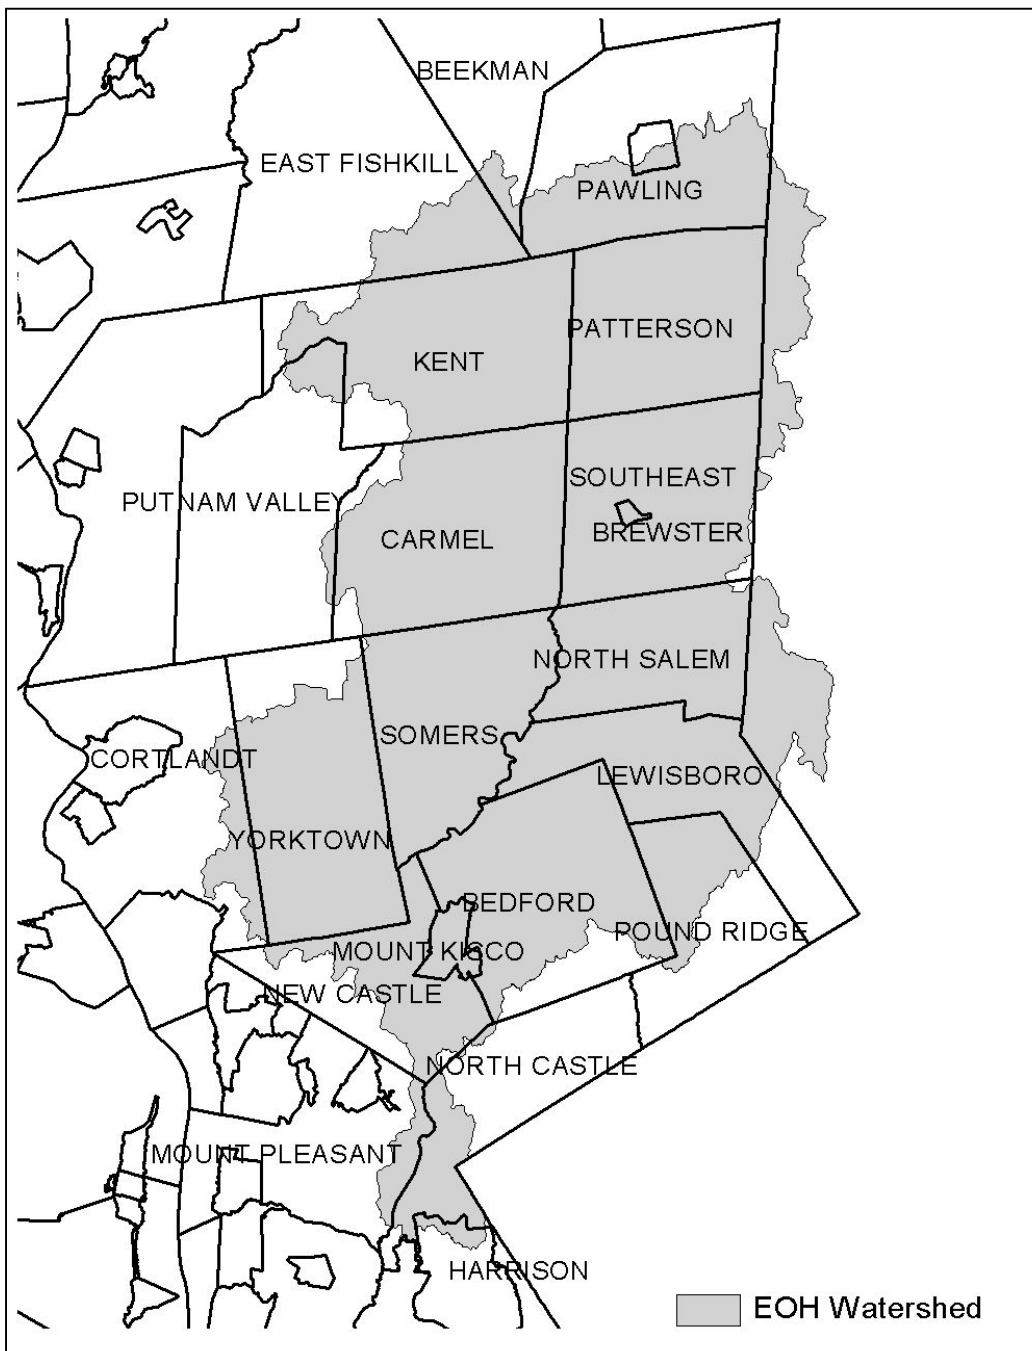 BEEKMAN
EAST FISHKILL
PAWLING
PATTERSON
KENT
SOUTHEAST
PUTNAM VALLEY
BREWSTER
CARMEL
NORTH SALEM
SOMERS
CORTLANDT
LEWISBORO
YORKTOWN
BEDFORD
POUND RIDGE
MOUNT KISCO
NEW CASTLE
NORTH CASTLE
MOUNT PLEASANT
HARRISON
EOH Watershed